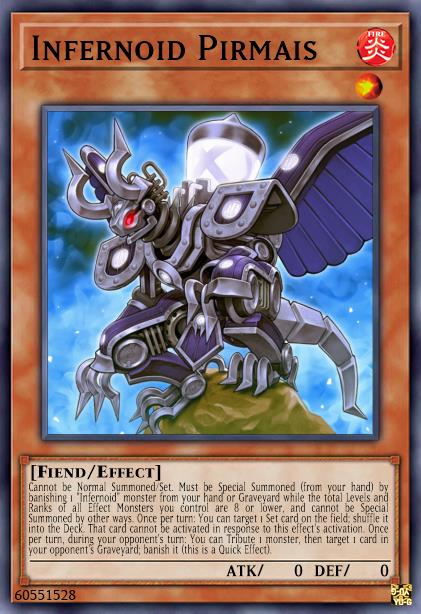 Infernoid Pirmais
FIRE
炎
[Fiend/Effect]
Cannot be Normal Summoned/Set. Must be Special Summoned (from your hand) by
banishing 1 "Infernoid" monster from your hand or Graveyard while the total Levels and
Ranks of all Effect Monsters you control are 8 or lower, and cannot be Special
Summoned by other ways. Once per turn: You can target 1 Set card on the field; shuffle it
into the Deck. That card cannot be activated in response to this effect's activation. Once
per turn, during your opponent's turn: You can Tribute 1 monster, then target 1 card in
your opponent's Graveyard; banish it (this is a Quick Effect).
ATK/ 0 DEF/ 0
60551528